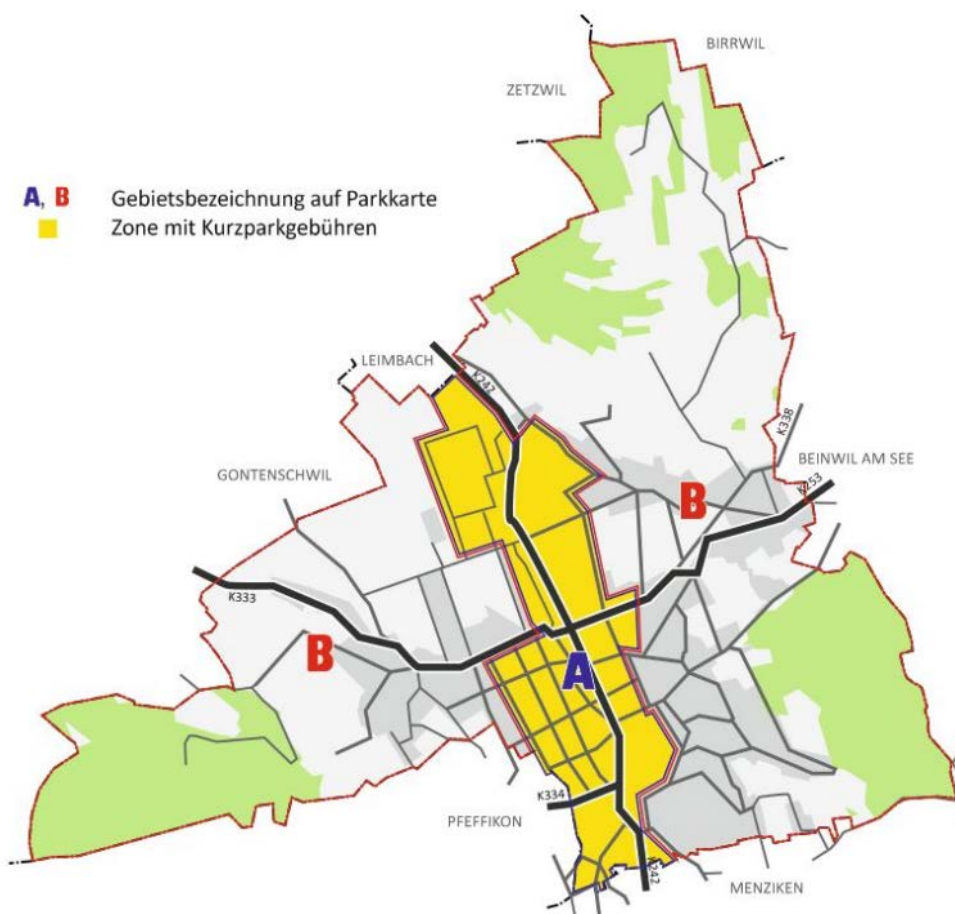 BIRRWIL
ZETZWIL
A, B Gebietsbezeichnung auf Parkkarte
Zone mit Kurzparkgebühren
LEIMBACH
K242
K338
BEINWIL AM SEE
GONTENSCHWIL
K253
B
K333
B
A
K334
PFEFFIKON
K242
MENZIKEN